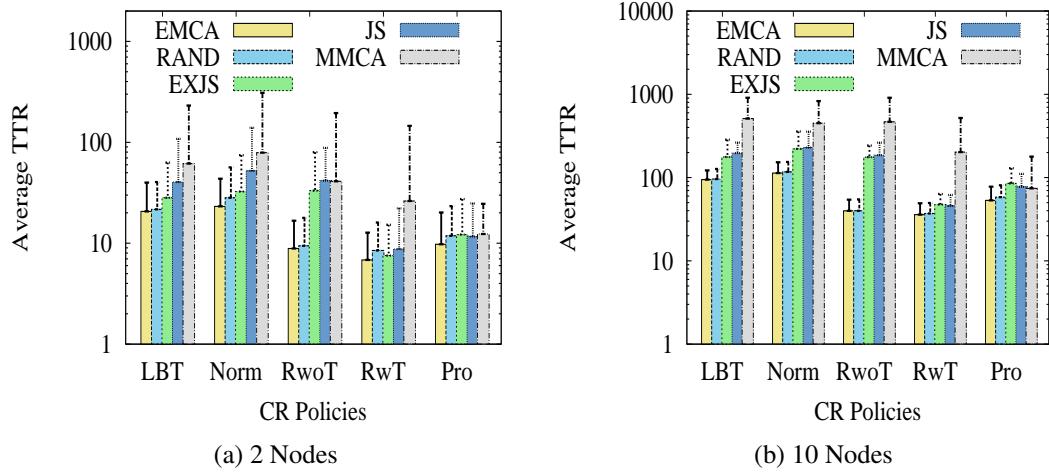 1000
100
10
1
Average TTR
EMCA
RAND
EXJS
JS
MMCA
LBT Norm RwoT RwT Pro
CR Policies
(a) 2 Nodes
10000
1000
100
10
1
Average TTR
EMCA
RAND
EXJS
JS
MMCA
LBT Norm RwoT RwT Pro
CR Policies
(b) 10 Nodes